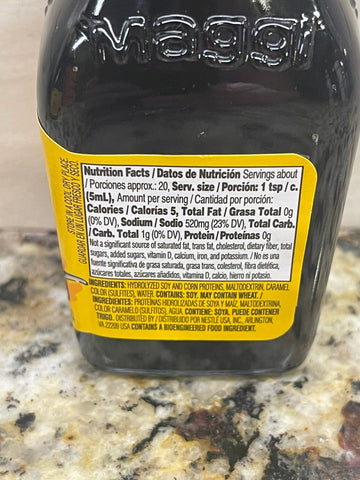 Maggi
STORE IN A COOL, DRY PLACE.
GUARDAR EN UN LUGAR FRESCO Y SECO.
Nutrition Facts / Datos de Nutrición Servings about
/ Porciones approx.: 20, Serv. size / Porción: 1 tsp / c.
(5mL), Amount per serving / Cantidad por porción:
Calories / Calorías 5, Total Fat / Grasa Total 0g
(0% DV), Sodium / Sodio 520mg (23% DV), Total Carb.
/ Carb. Total 1g (0% DV), Protein / Proteínas 0g
Not a significant source of saturated fat, trans fat, cholesterol, dietary fiber, total
sugars, added sugars, vitamin D, calcium, iron, and potassium. / No es una
fuente significativa de grasa saturada, grasa trans, colesterol, fibra dietética,
azúcares totales, azúcares añadidos, vitamina D, calcio, hierro ni potasio.
INGREDIENTS: HYDROLYZED SOY AND CORN PROTEINS, MALTODEXTRIN, CARAMEL
COLOR (SULFITES), WATER. CONTAINS: SOY. MAY CONTAIN WHEAT. /
INGREDIENTES: PROTEÍNAS HIDROLIZADAS DE SOYA Y MAÍZ, MALTODEXTRINA,
COLOR CARAMELO (SULFITOS), AGUA. CONTIENE: SOYA. PUEDE CONTENER
TRIGO. DISTRIBUTED BY / DISTRIBUIDO POR NESTLÉ USA, INC., ARLINGTON,
VA 22209 USA CONTAINS A BIOENGINEERED FOOD INGREDIENT.